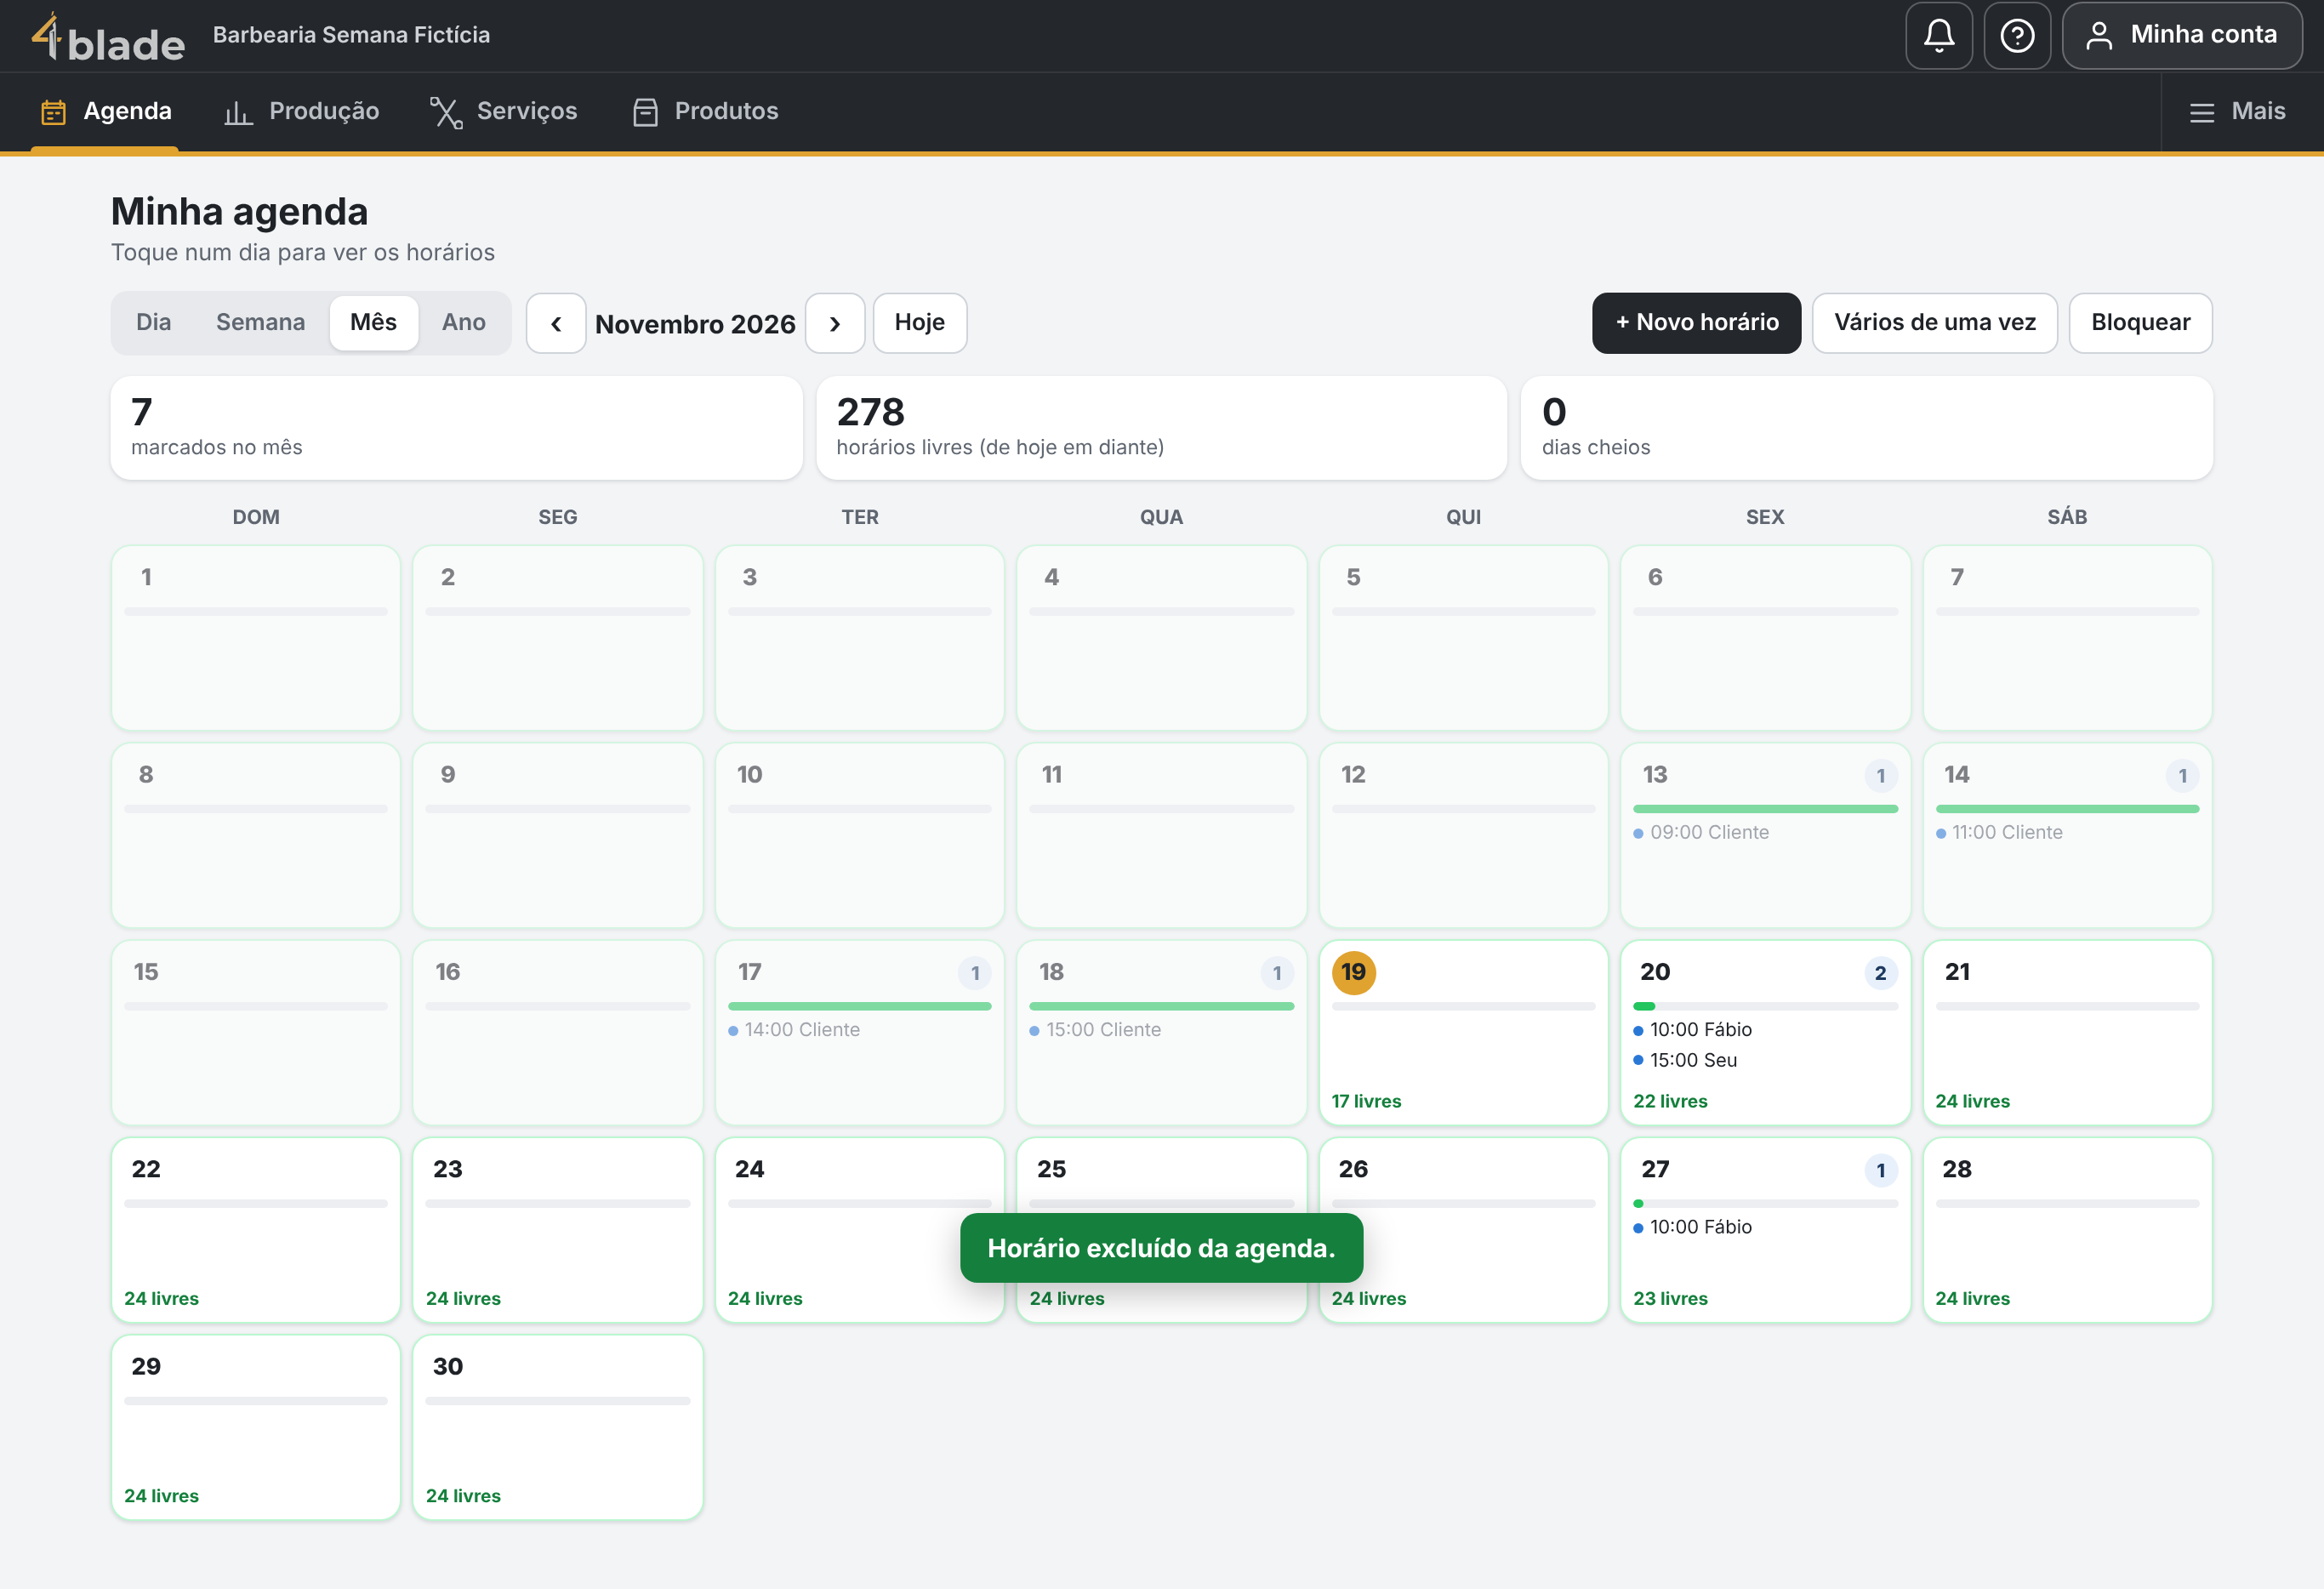 4blade Barbearia Semana Fictícia Minha conta
Agenda Produção Serviços Produtos Mais
Minha agenda
Toque num dia para ver os horários
Dia Semana Mês Ano ‹ Novembro 2026 › Hoje + Novo horário Vários de uma vez Bloquear
7 278 0
marcados no mês horários livres (de hoje em diante) dias cheios
DOM SEG TER QUA QUI SEX SÁB
1 2 3 4 5 6 7
8 9 10 11 12 13 1 14 1
09:00 Cliente 11:00 Cliente
15 16 17 1 18 1 19 20 2 21
14:00 Cliente 15:00 Cliente 10:00 Fábio
15:00 Seu
17 livres 22 livres 24 livres
22 23 24 25 26 27 1 28
10:00 Fábio
Horário excluído da agenda.
24 livres 24 livres 24 livres 24 livres 24 livres 23 livres 24 livres
29 30
24 livres 24 livres